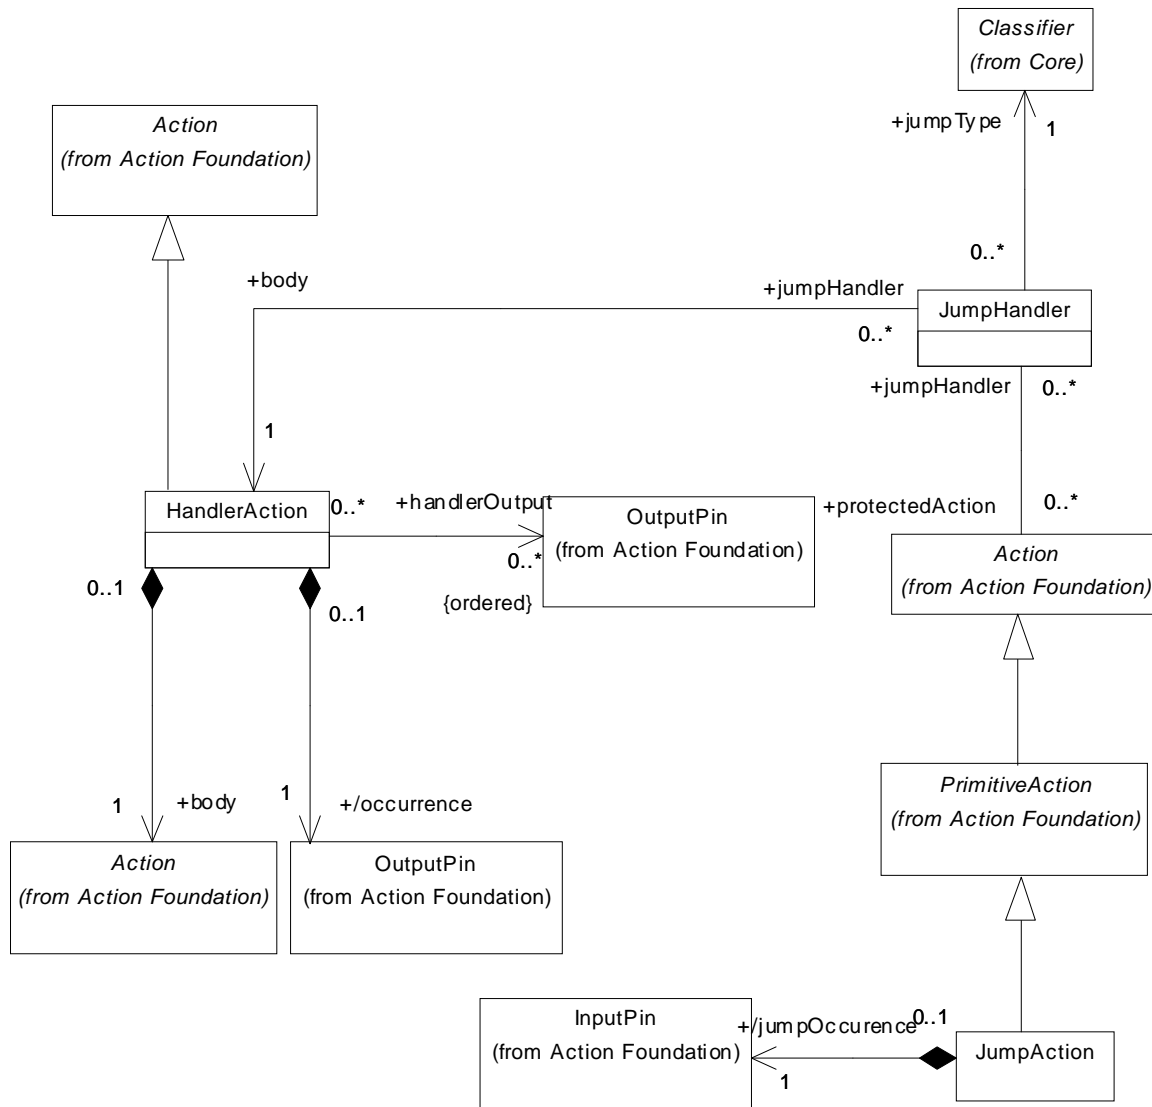 Classifier
(from Core)
+jumpType
1
Action
(from Action Foundation)
0..*
+body
+jumpHandler
JumpHandler
0..*
+jumpHandler
0..*
1
HandlerAction
0..*
+handlerOutput
OutputPin
(from Action Foundation)
0..*
{ordered}
+protectedAction
0..*
Action
(from Action Foundation)
0..1
0..1
PrimitiveAction
(from Action Foundation)
1
+body
1
+/occurrence
Action
(from Action Foundation)
OutputPin
(from Action Foundation)
InputPin
(from Action Foundation)
+/jumpOccurence
0..1
1
JumpAction